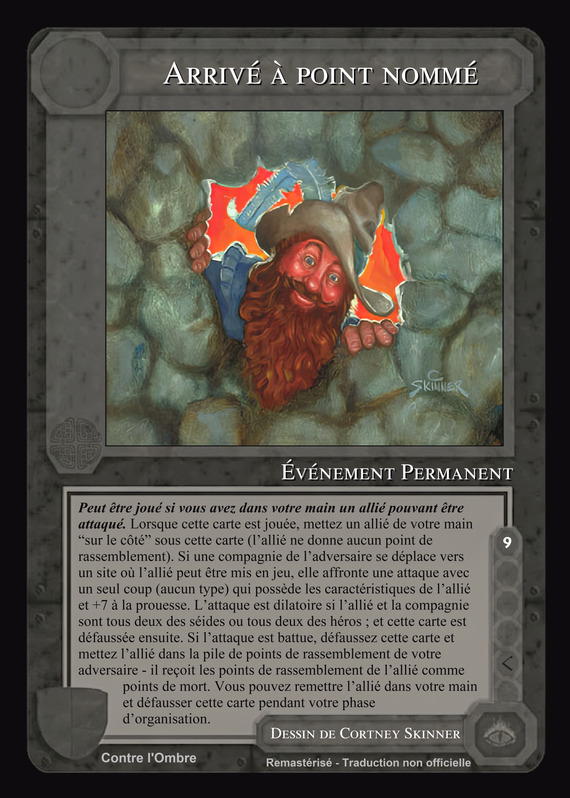 Arrivé à point nommé
Skinner
Événement Permanent
Peut être joué si vous avez dans votre main un allié pouvant être
attaqué. Lorsque cette carte est jouée, mettez un allié de votre main
“sur le côté” sous cette carte (l’allié ne donne aucun point de
rassemblement). Si une compagnie de l’adversaire se déplace vers
un site où l’allié peut être mis en jeu, elle affronte une attaque avec
un seul coup (aucun type) qui possède les caractéristiques de l’allié
et +7 à la prouesse. L’attaque est dilatoire si l’allié et la compagnie
sont tous deux des séides ou tous deux des héros ; et cette carte est
défaussée ensuite. Si l’attaque est battue, défaussez cette carte et
mettez l’allié dans la pile de points de rassemblement de votre
adversaire - il reçoit les points de rassemblement de l’allié comme
points de mort. Vous pouvez remettre l’allié dans votre main
et défausser cette carte pendant votre phase
d’organisation.
9
Dessin de Cortney Skinner
Contre l'Ombre
Remastérisé - Traduction non officielle